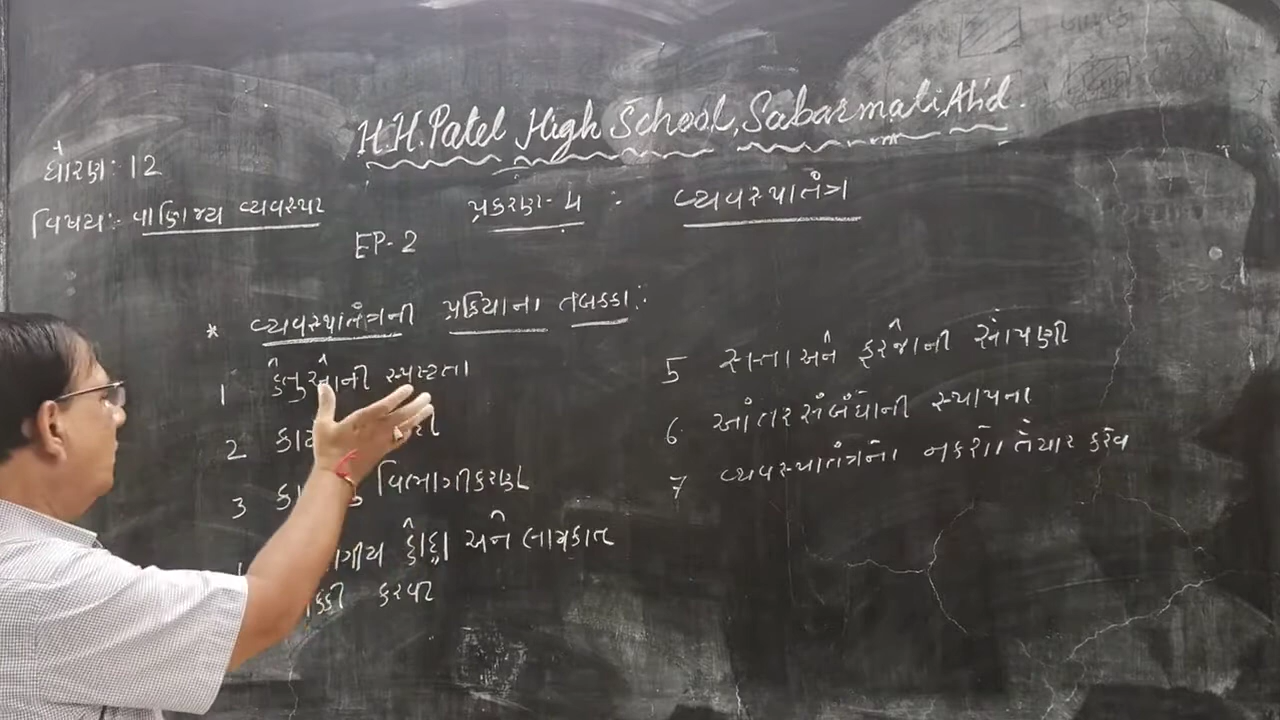 H.H.Patel High School, Sabarmati, Ah'd.
ધોરણ: 12
વિષય:- વાણિજ્ય વ્યવસ્થા
પ્રકરણ-4 : વ્યવસ્થાતંત્ર
EP-2
* વ્યવસ્થાતંત્રની પ્રક્રિયાના તબક્કા:
1 હેતુઓની સ્પષ્ટતા
2
3 વિભાગીકરણ
હોદ્દા અને લાયકાત
કરવી
5 સત્તા અને ફરજોની સોંપણી
6 આંતરસંબંધોની સ્થાપના
7 વ્યવસ્થાતંત્રનો નકશો તૈયાર કરવો